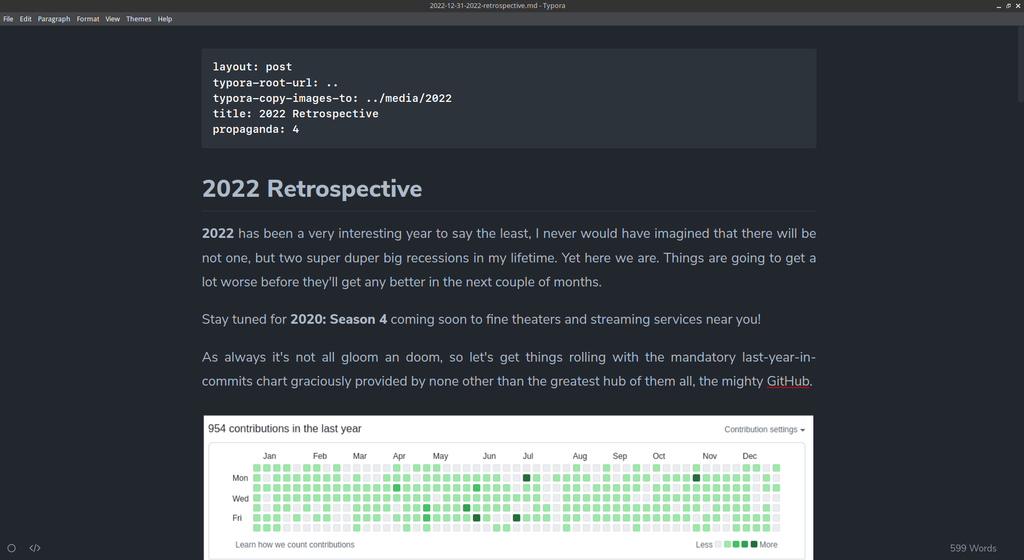 2022-12-31-2022-retrospective.md - Typora
File Edit Paragraph Format View Themes Help
layout: post
typora-root-url: ..
typora-copy-images-to: ../media/2022
title: 2022 Retrospective
propaganda: 4
2022 Retrospective
2022 has been a very interesting year to say the least, I never would have imagined that there will be
not one, but two super duper big recessions in my lifetime. Yet here we are. Things are going to get a
lot worse before they'll get any better in the next couple of months.
Stay tuned for 2020: Season 4 coming soon to fine theaters and streaming services near you!
As always it's not all gloom an doom, so let's get things rolling with the mandatory last-year-in-
commits chart graciously provided by none other than the greatest hub of them all, the mighty GitHub.
954 contributions in the last year
Contribution settings
Jan Feb Mar Apr May Jun Jul Aug Sep Oct Nov Dec
Mon
Wed
Fri
Learn how we count contributions
Less More
599 Words